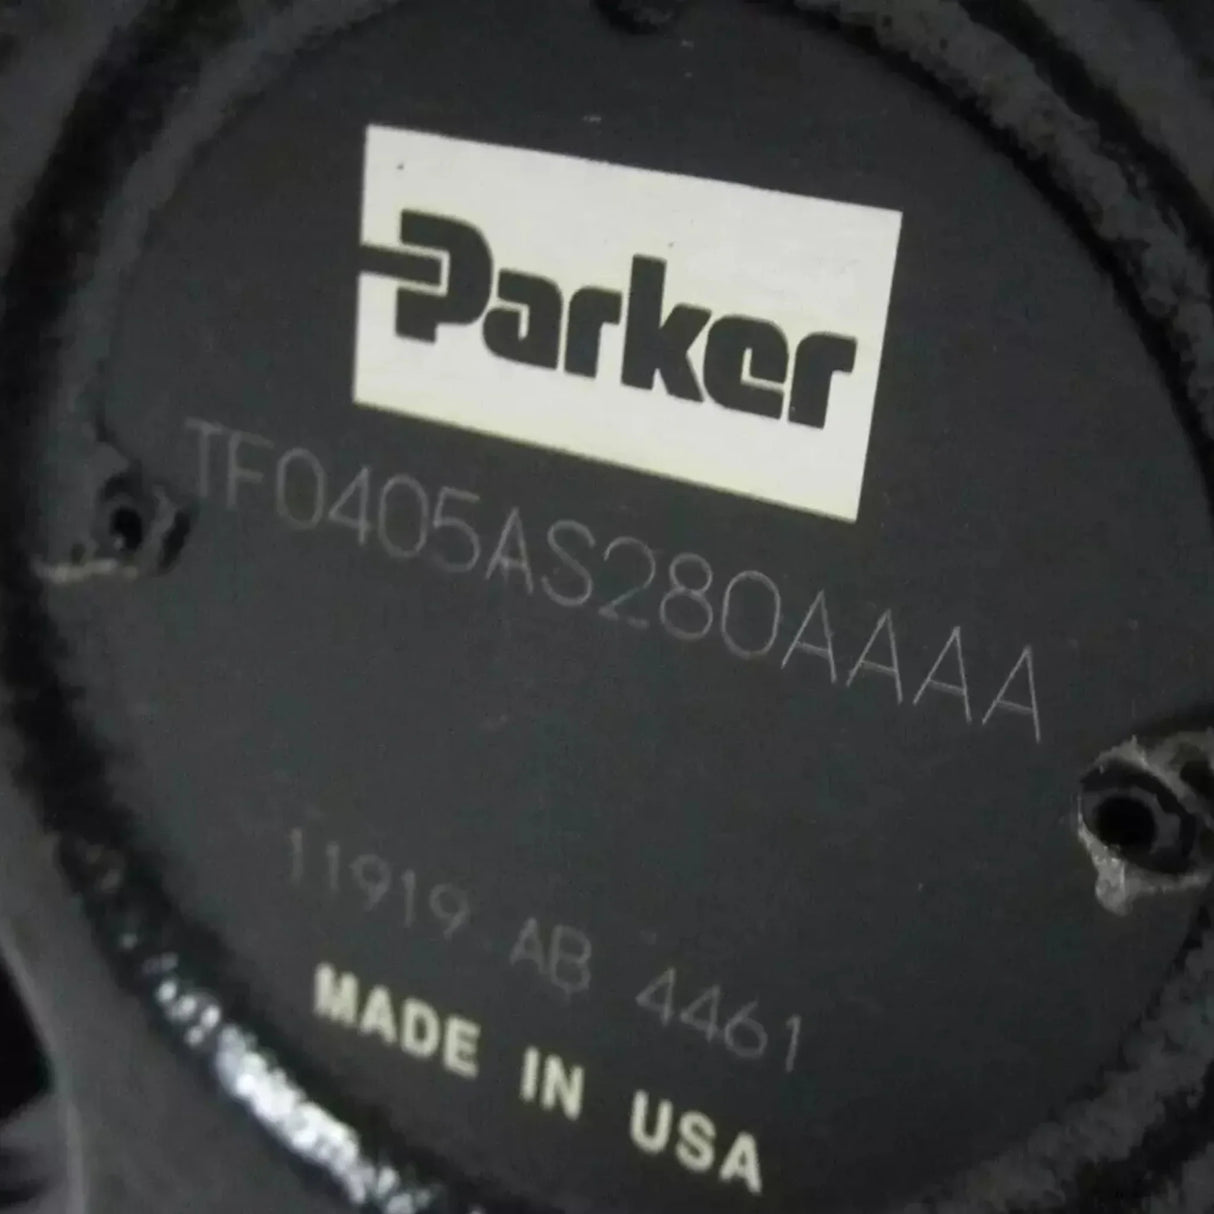 Parker
TF0405AS280AAAA
11919 AB 4461
MADE IN USA